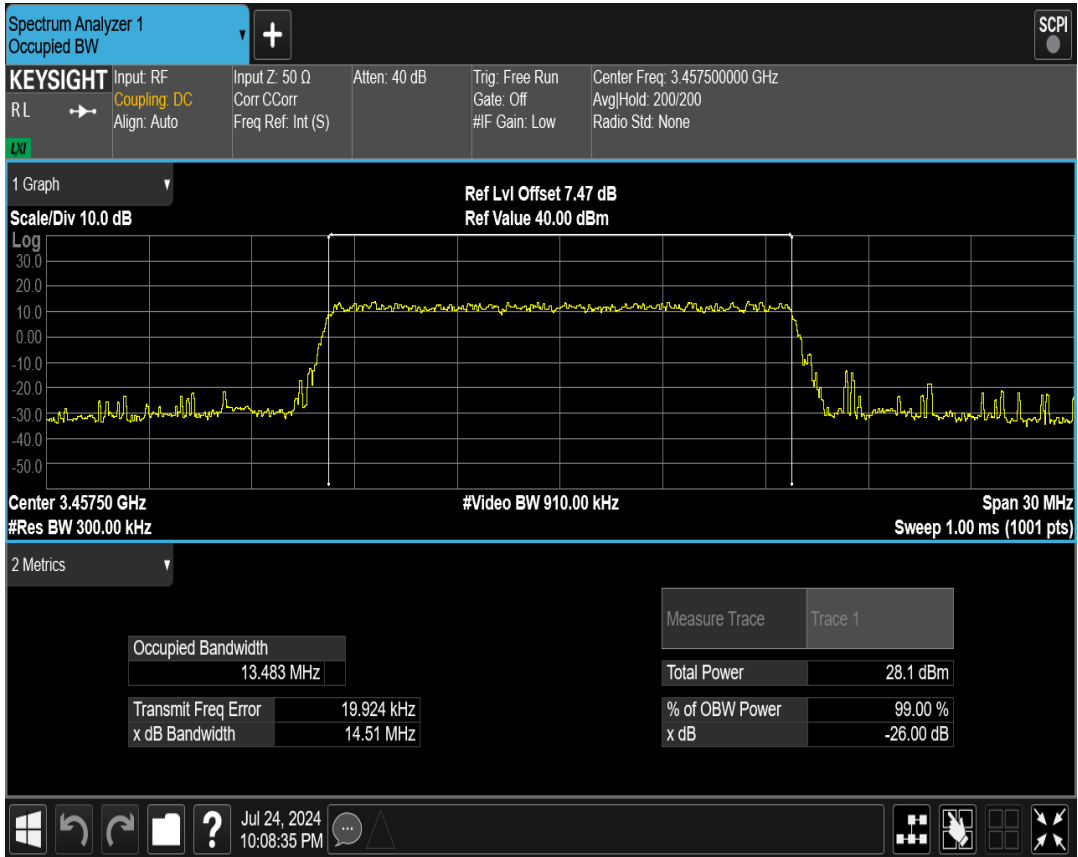 Spectrum Analyzer 1
Occupied BW
+
SCPI
KEYSIGHT
R L
LXI
Input: RF
Coupling: DC
Align: Auto
Input Z: 50 Ω
Corr CCorr
Freq Ref: Int (S)
Atten: 40 dB
Trig: Free Run
Gate: Off
#IF Gain: Low
Center Freq: 3.457500000 GHz
Avg|Hold: 200/200
Radio Std: None
1 Graph
Scale/Div 10.0 dB
Ref Lvl Offset 7.47 dB
Ref Value 40.00 dBm
Log
30.0
20.0
10.0
0.00
-10.0
-20.0
-30.0
-40.0
-50.0
Center 3.45750 GHz
#Video BW 910.00 kHz
Span 30 MHz
#Res BW 300.00 kHz
Sweep 1.00 ms (1001 pts)
2 Metrics
Measure Trace Trace 1
Occupied Bandwidth
13.483 MHz
Total Power 28.1 dBm
Transmit Freq Error 19.924 kHz
% of OBW Power 99.00 %
x dB Bandwidth 14.51 MHz
x dB -26.00 dB
?
Jul 24, 2024
10:08:35 PM